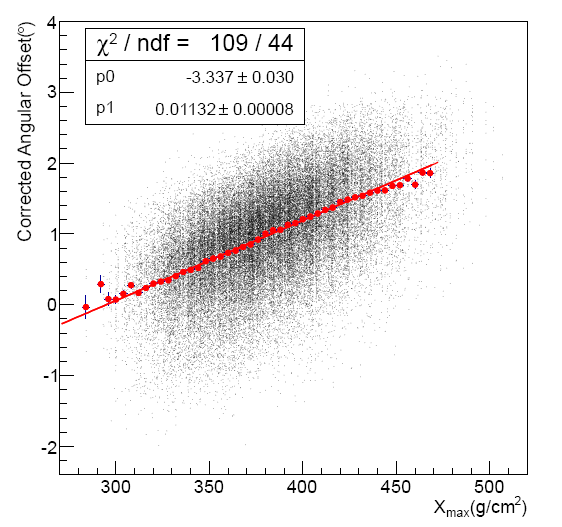 4
χ² / ndf = 109 / 44
p0 -3.337 ± 0.030
p1 0.01132 ± 0.00008
3
2
1
0
-1
-2
Corrected Angular Offset(°)
300 350 400 450 500
Xmax(g/cm²)